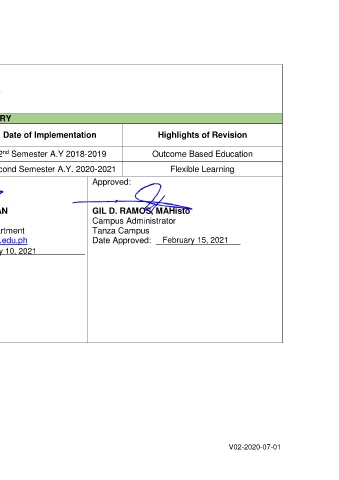 RY
Date of Implementation Highlights of Revision
2nd Semester A.Y 2018-2019 Outcome Based Education
cond Semester A.Y. 2020-2021 Flexible Learning
Approved:
AN GIL D. RAMOS, MAHisto
Campus Administrator
artment Tanza Campus
.edu.ph Date Approved: February 15, 2021
y 10, 2021
V02-2020-07-01